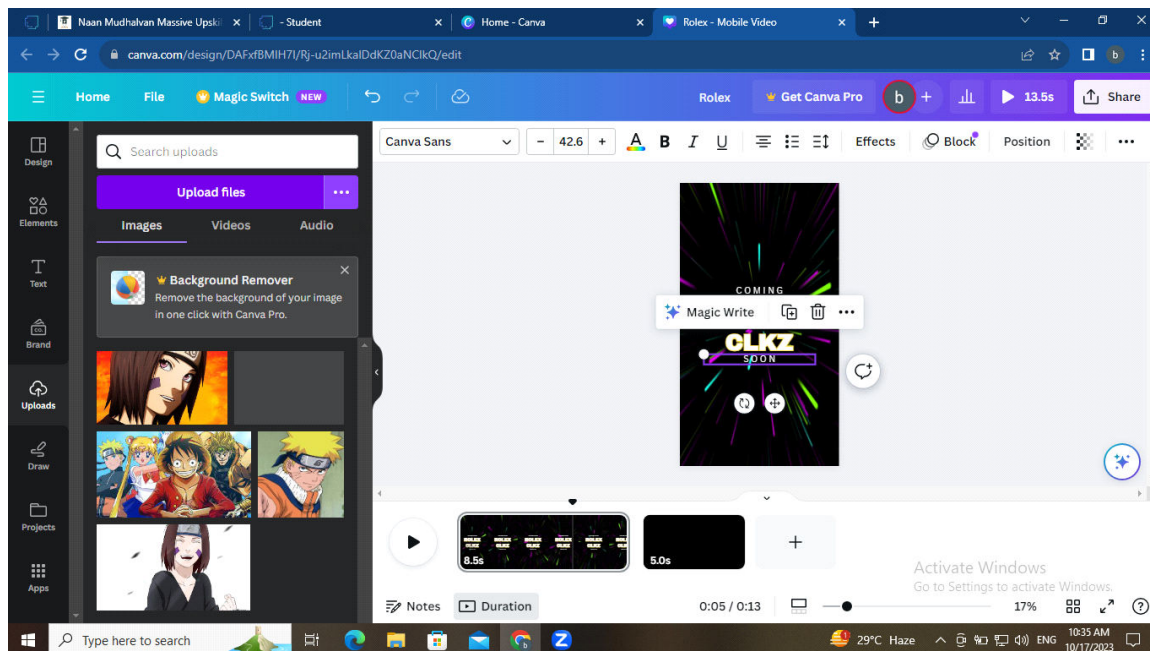 Naan Mudhalvan Massive Upskil
- Student
Home - Canva
Rolex - Mobile Video
canva.com/design/DAFxfBMIH7I/Rj-u2imLkalDdKZ0aNClkQ/edit
b
Home File Magic Switch NEW
Rolex Get Canva Pro b + 13.5s Share
Design
Elements
Text
CO.
Brand
Uploads
Draw
Projects
Apps
Search uploads
Upload files
Images Videos Audio
Background Remover
Remove the background of your image
in one click with Canva Pro.
Canva Sans - 42.6 + A B I U Effects Block Position
COMING
Magic Write
CLKZ
SOON
8.5s
5.0s
Activate Windows
Go to Settings to activate Windows.
Notes Duration 0:05 / 0:13 17%
Type here to search
29°C Haze ENG
10:35 AM
10/17/2023